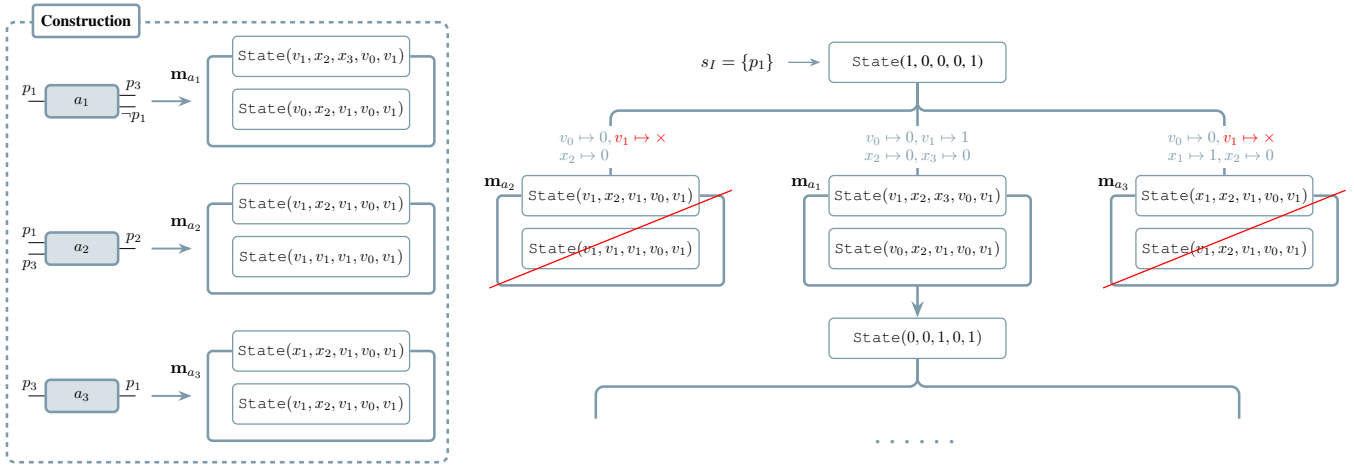 Construction
p₁
a₁
p₃
¬p₁
m_{a₁}
State(v₁, x₂, x₃, v₀, v₁)
State(v₀, x₂, v₁, v₀, v₁)
p₁
p₃
a₂
p₂
m_{a₂}
State(v₁, x₂, v₁, v₀, v₁)
State(v₁, v₁, v₁, v₀, v₁)
p₃
a₃
p₁
m_{a₃}
State(x₁, x₂, v₁, v₀, v₁)
State(v₁, x₂, v₁, v₀, v₁)
s_I = {p₁}
State(1, 0, 0, 0, 1)
v₀ ↦ 0, v₁ ↦ ×
x₂ ↦ 0
m_{a₂}
State(v₁, x₂, v₁, v₀, v₁)
State(v₁, v₁, v₁, v₀, v₁)
v₀ ↦ 0, v₁ ↦ 1
x₂ ↦ 0, x₃ ↦ 0
m_{a₁}
State(v₁, x₂, x₃, v₀, v₁)
State(v₀, x₂, v₁, v₀, v₁)
v₀ ↦ 0, v₁ ↦ ×
x₁ ↦ 1, x₂ ↦ 0
m_{a₃}
State(x₁, x₂, v₁, v₀, v₁)
State(v₁, x₂, v₁, v₀, v₁)
State(0, 0, 1, 0, 1)
......